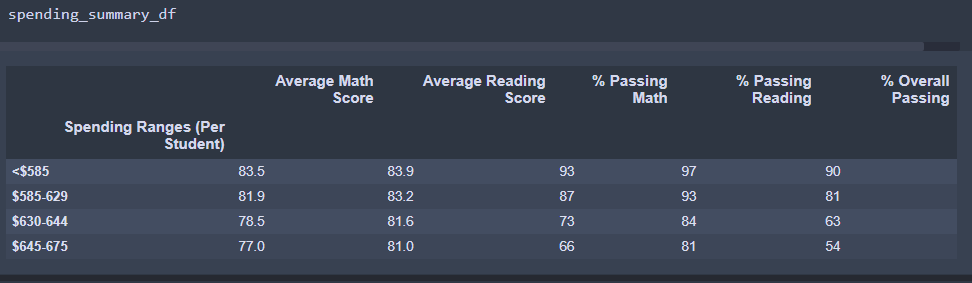 spending_summary_df
Average Math Score Average Reading Score % Passing Math % Passing Reading % Overall Passing
Spending Ranges (Per Student)
<$585 83.5 83.9 93 97 90
$585-629 81.9 83.2 87 93 81
$630-644 78.5 81.6 73 84 63
$645-675 77.0 81.0 66 81 54